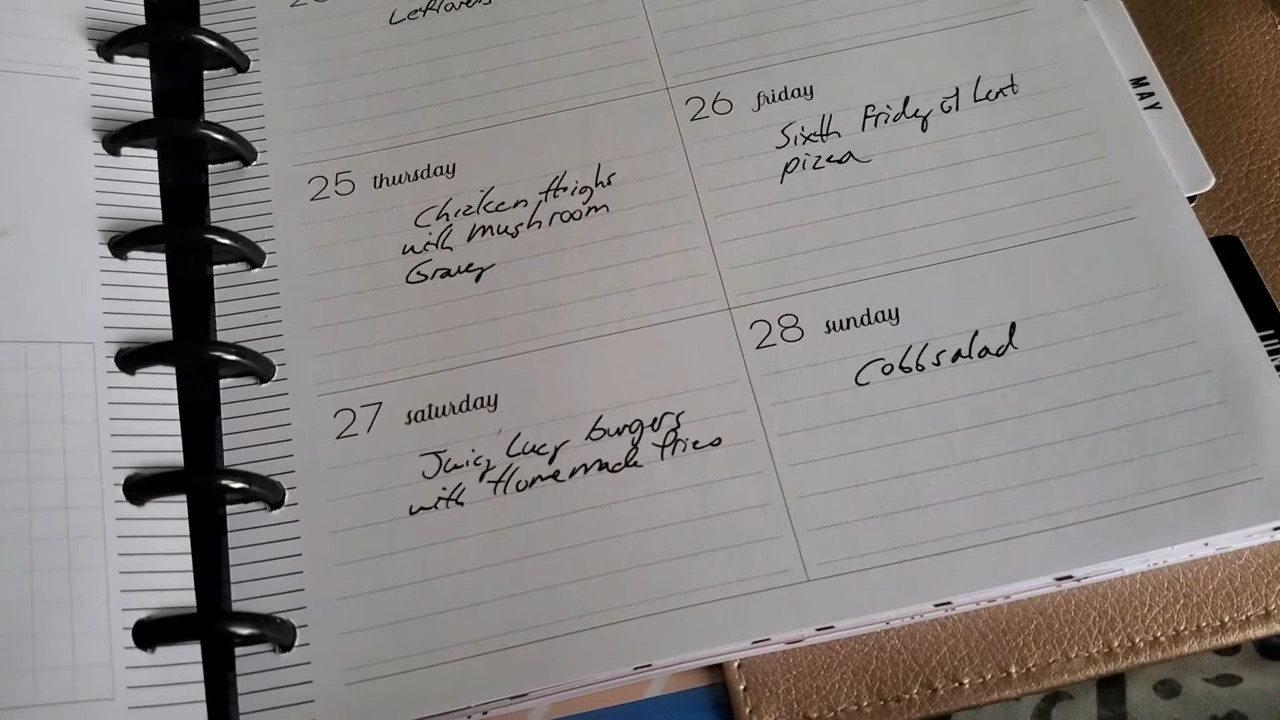 Leftovers
25 thursday
Chicken thighs
with mushroom
Gravy
26 friday
Sixth Friday of Lent
pizza
27 saturday
Juicy Lucy burgers
with Homemade fries
28 sunday
Cobb salad
MAY